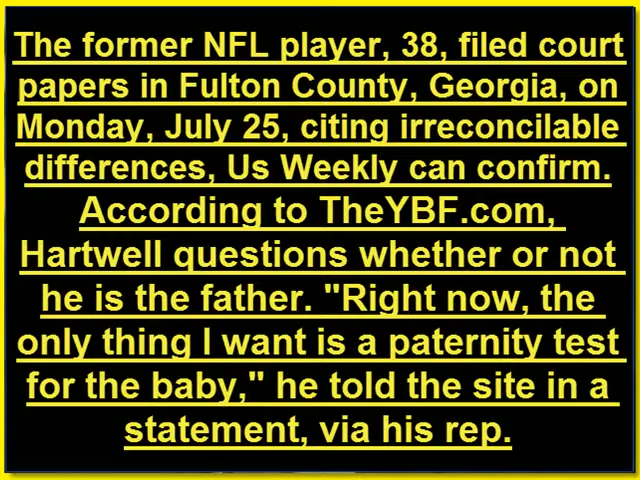 The former NFL player, 38, filed court
papers in Fulton County, Georgia, on
Monday, July 25, citing irreconcilable
differences, Us Weekly can confirm.
According to TheYBF.com,
Hartwell questions whether or not
he is the father. "Right now, the
only thing I want is a paternity test
for the baby," he told the site in a
statement, via his rep.